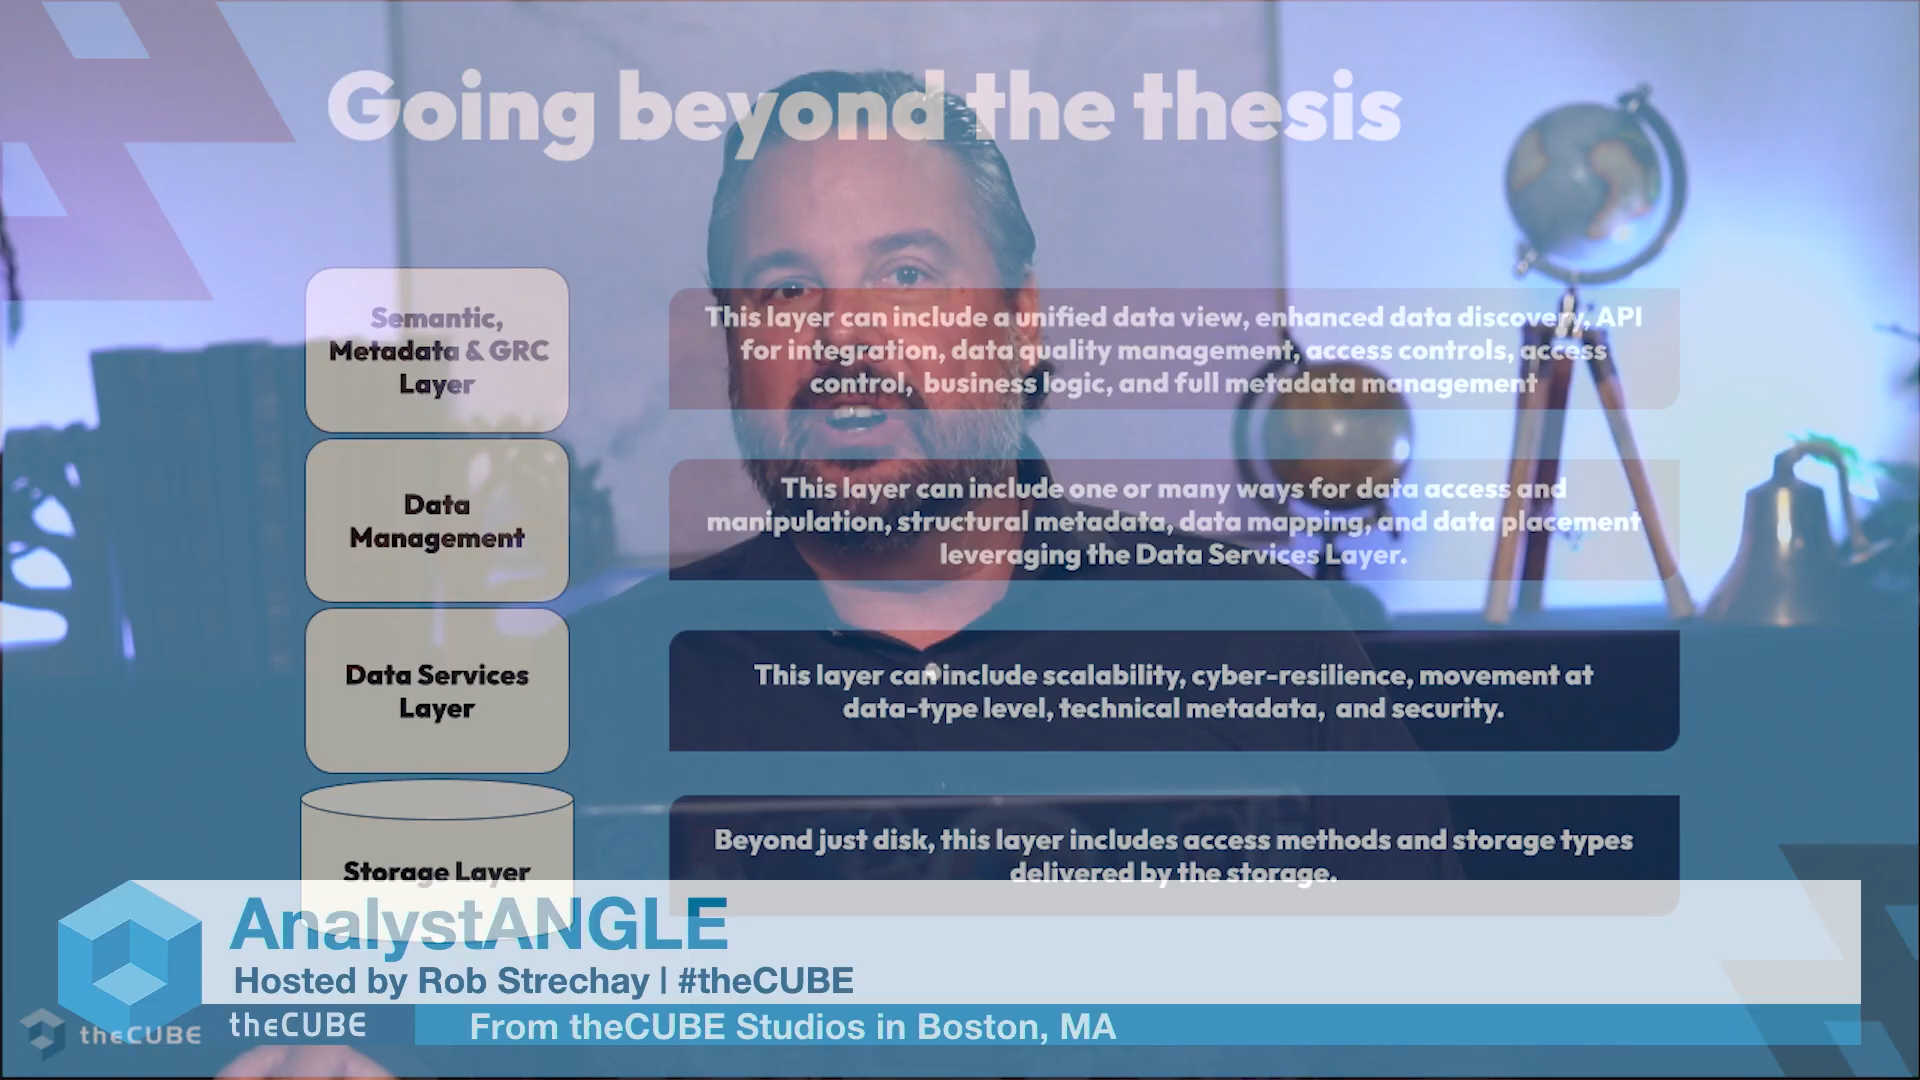 Going beyond the thesis
Semantic,
Metadata & GRC
Layer
This layer can include a unified data view, enhanced data discovery, API
for integration, data quality management, access controls, access
control, business logic, and full metadata management
Data
Management
This layer can include one or many ways for data access and
manipulation, structural metadata, data mapping, and data placement
leveraging the Data Services Layer.
Data Services
Layer
This layer can include scalability, cyber-resilience, movement at
data-type level, technical metadata, and security.
Storage Layer
Beyond just disk, this layer includes access methods and storage types
delivered by the storage.
AnalystANGLE
Hosted by Rob Strechay | #theCUBE
theCUBE
From theCUBE Studios in Boston, MA
theCUBE